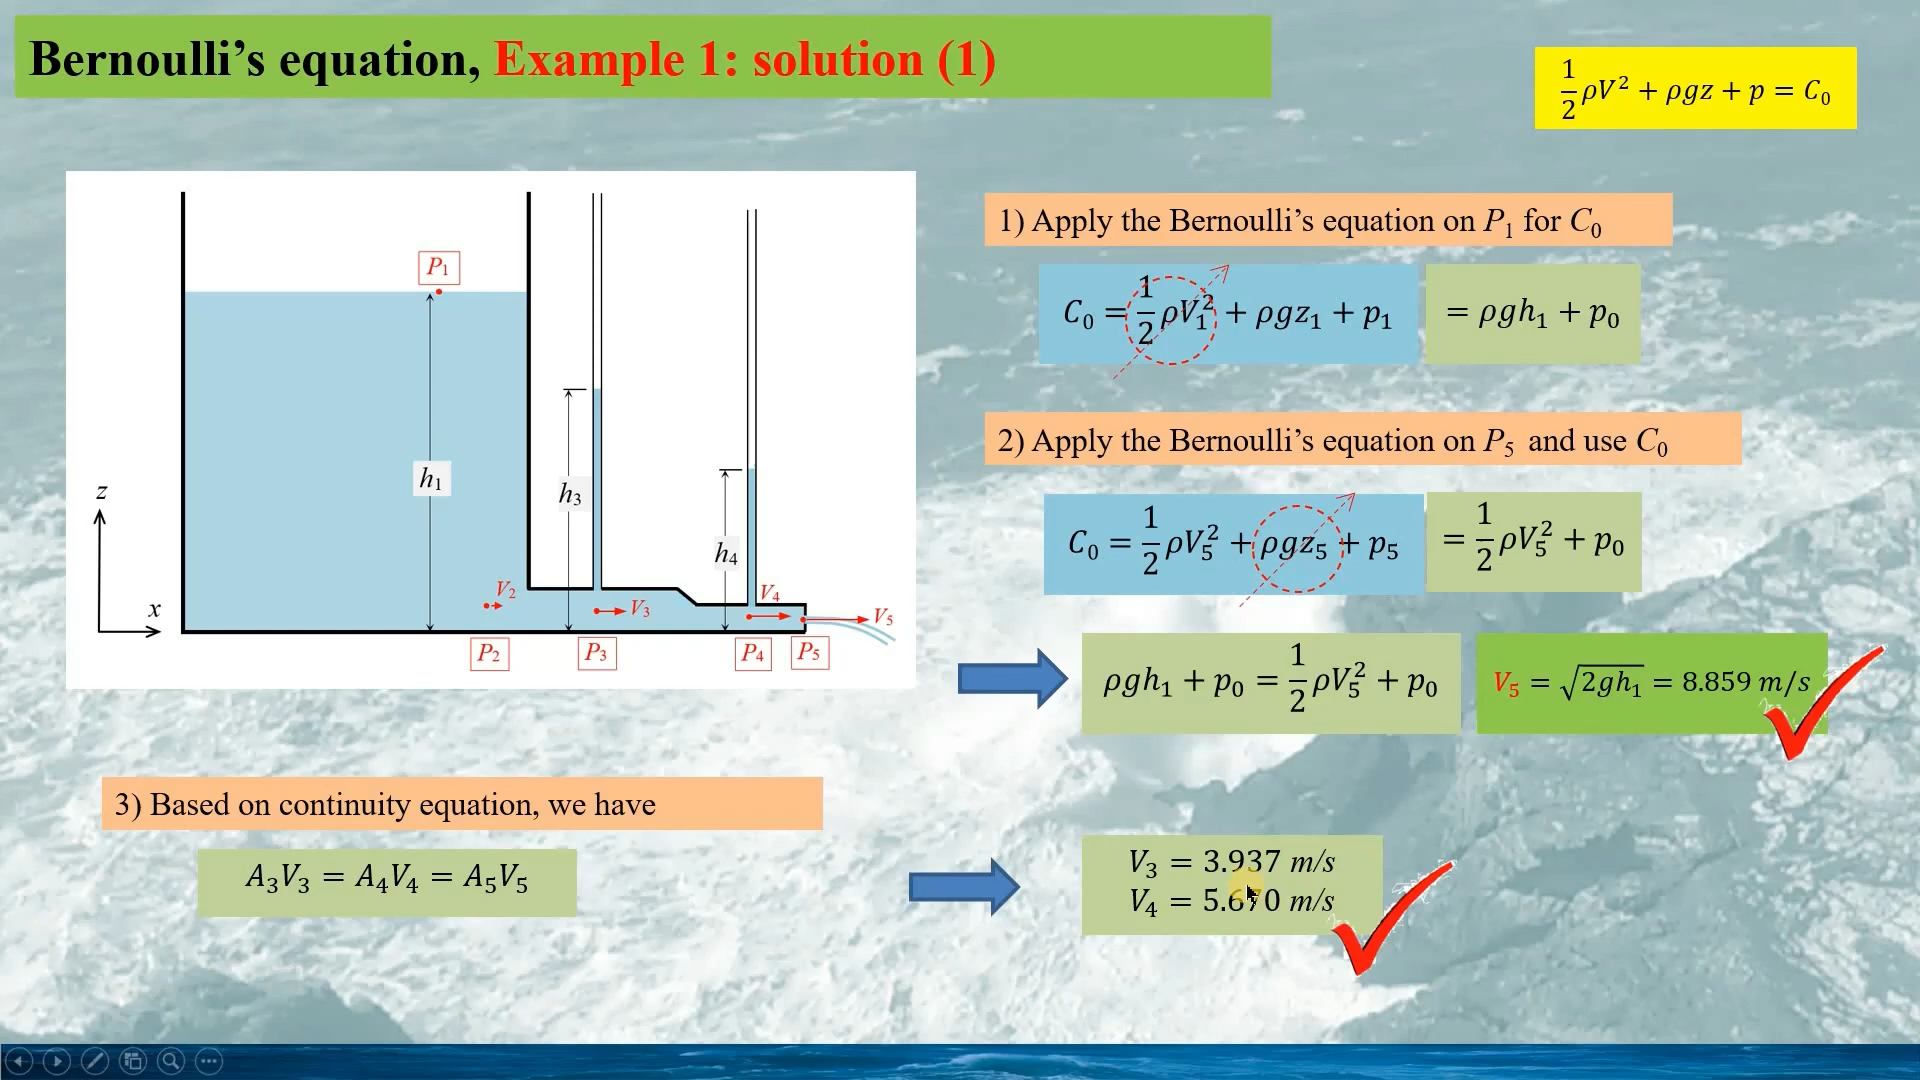 Bernoulli’s equation, Example 1: solution (1)
1/2 ρV² + ρgz + p = C₀
P₁
h₁
h₃
h₄
z
x
V₂
V₃
V₄
V₅
P₂
P₃
P₄
P₅
1) Apply the Bernoulli’s equation on P₁ for C₀
C₀ = 1/2 ρV₁² + ρgz₁ + p₁ = ρgh₁ + p₀
2) Apply the Bernoulli’s equation on P₅ and use C₀
C₀ = 1/2 ρV₅² + ρgz₅ + p₅ = 1/2 ρV₅² + p₀
ρgh₁ + p₀ = 1/2 ρV₅² + p₀
V₅ = √2gh₁ = 8.859 m/s
3) Based on continuity equation, we have
A₃V₃ = A₄V₄ = A₅V₅
V₃ = 3.937 m/s
V₄ = 5.670 m/s